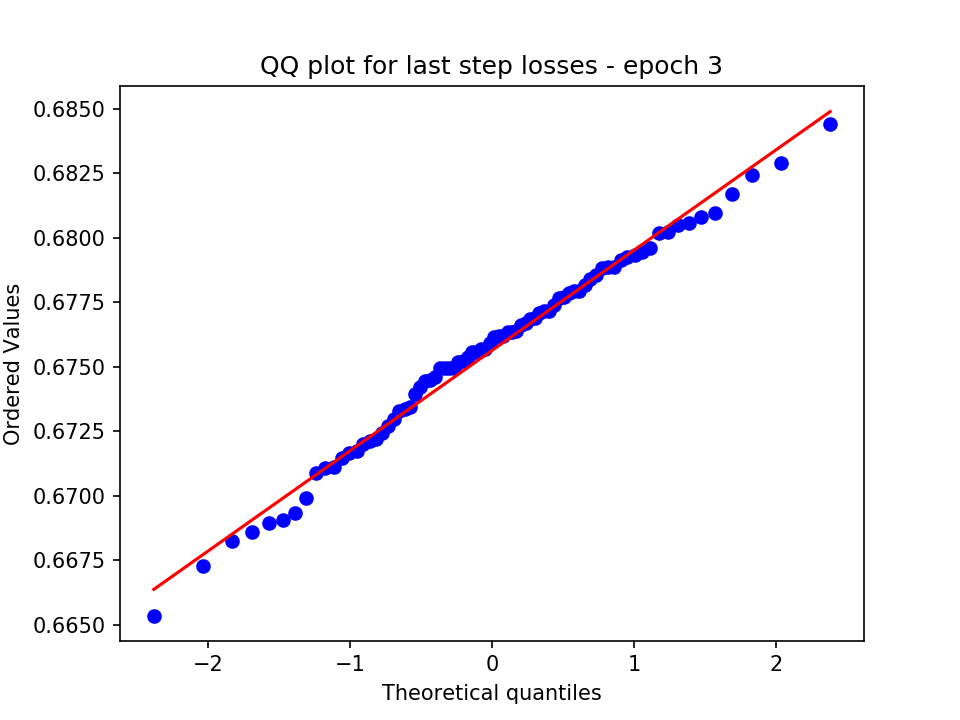 QQ plot for last step losses - epoch 3
Ordered Values
0.6850
0.6825
0.6800
0.6775
0.6750
0.6725
0.6700
0.6675
0.6650
−2 −1 0 1 2
Theoretical quantiles